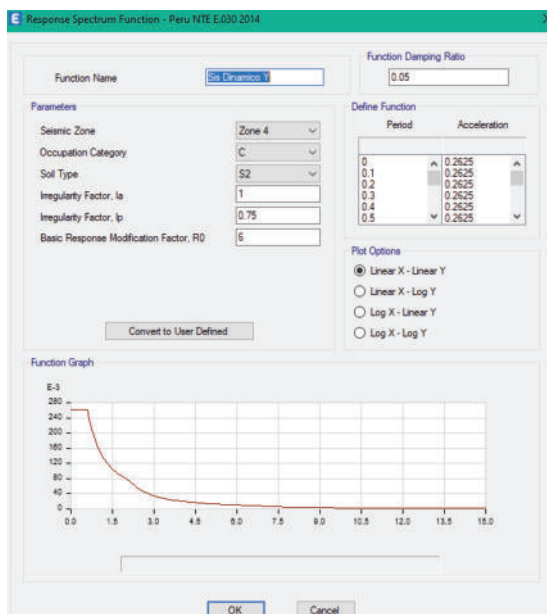 E Response Spectrum Function - Peru NTE E.030 2014
Function Name
Sis Dinamico Y
Function Damping Ratio
0.05
Parameters
Seismic Zone Zone 4
Occupation Category C
Soil Type S2
Irregularity Factor, Ia 1
Irregularity Factor, Ip 0.75
Basic Response Modification Factor, R0 6
Convert to User Defined
Define Function
Period Acceleration
0 0.2625
0.1 0.2625
0.2 0.2625
0.3 0.2625
0.4 0.2625
0.5 0.2625
Plot Options
Linear X - Linear Y
Linear X - Log Y
Log X - Linear Y
Log X - Log Y
Function Graph
E-3
280
240
200
160
120
80
40
0
0.0 1.5 3.0 4.5 6.0 7.5 9.0 10.5 12.0 13.5 15.0
OK Cancel